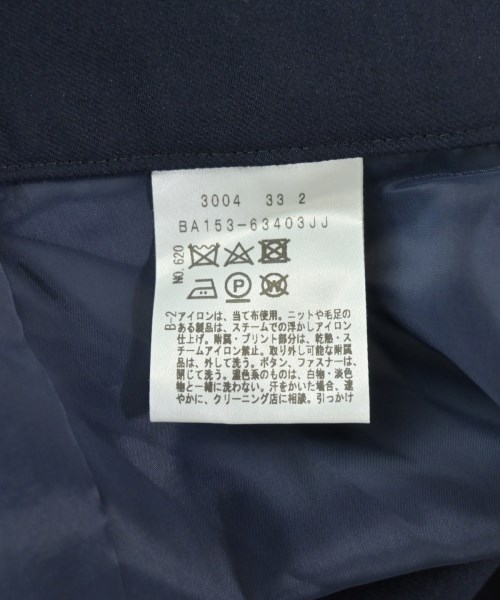 3004 33 2
BA153-63403JJ
NO.620
P W
B-2
アイロンは、当て布使用。ニットや毛足の
ある製品は、スチームでの浮かしアイロン
仕上げ。附属・プリント部分は、乾熱・ス
チームアイロン禁止。取り外し可能な附属
品は、外して洗う。ボタン、ファスナーは、
閉じて洗う。濃色系のものは、白物・淡色
物と一緒に洗わない。汗をかいた場合、速
やかに、クリーニング店に相談。引っかけ